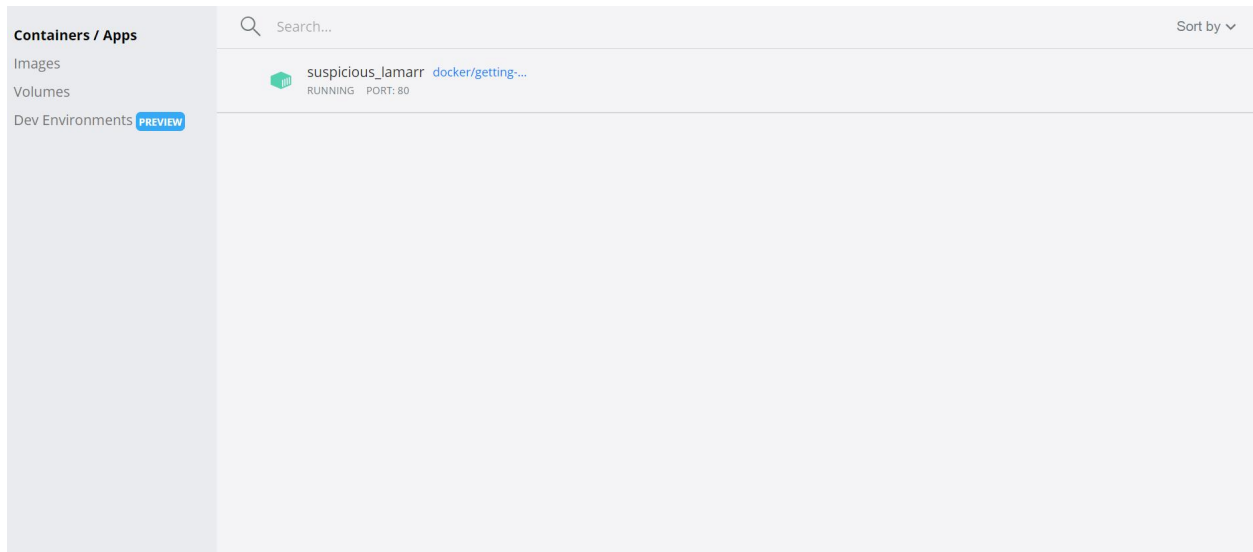 Containers / Apps
Images
Volumes
Dev Environments PREVIEW
Search...
Sort by
suspicious_lamarr docker/getting-...
RUNNING PORT: 80